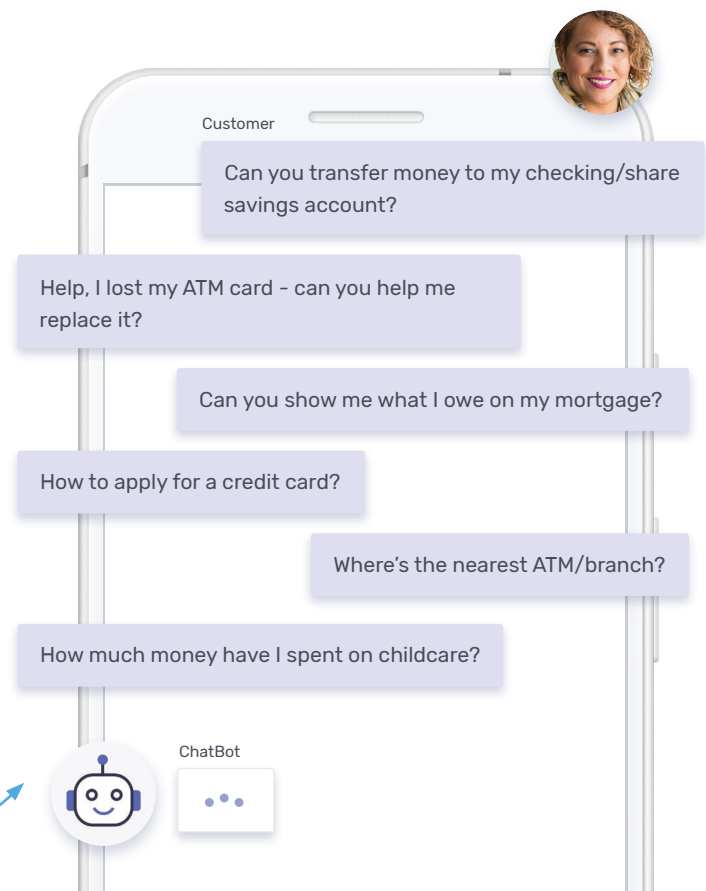 Customer
Can you transfer money to my checking/share
savings account?
Help, I lost my ATM card - can you help me
replace it?
Can you show me what I owe on my mortgage?
How to apply for a credit card?
Where’s the nearest ATM/branch?
How much money have I spent on childcare?
ChatBot